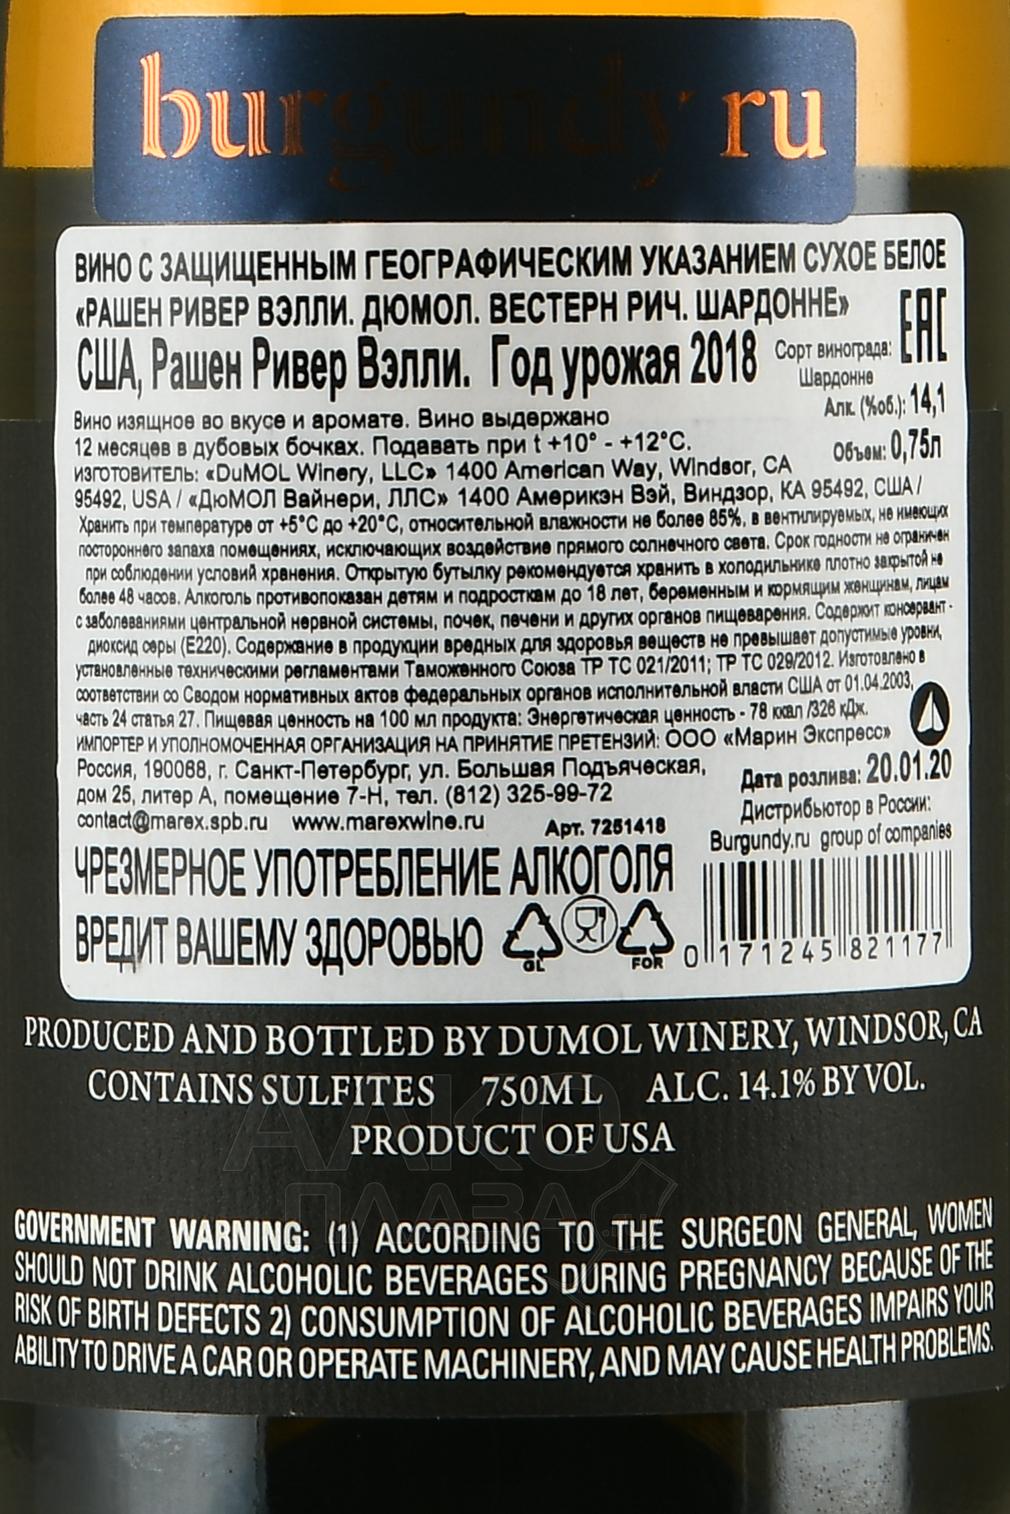 burgundy ru
ВИНО С ЗАЩИЩЕННЫМ ГЕОГРАФИЧЕСКИМ УКАЗАНИЕМ СУХОЕ БЕЛОЕ
«РАШЕН РИВЕР ВЭЛЛИ. ДЮМОЛ. ВЕСТЕРН РИЧ. ШАРДОННЕ»
EAC
США, Рашен Ривер Вэлли. Год урожая 2018
Сорт винограда:
Шардонне
Алк. (%об.): 14,1
Объем: 0,75л
Вино изящное во вкусе и аромате. Вино выдержано
12 месяцев в дубовых бочках. Подавать при t +10° - +12°C.
ИЗГОТОВИТЕЛЬ: «DuMOL Winery, LLC» 1400 American Way, Windsor, CA
95492, USA / «ДюМОЛ Вайнери, ЛЛС» 1400 Америкэн Вэй, Виндзор, КА 95492, США /
Хранить при температуре от +5°C до +20°C, относительной влажности не более 85%, в вентилируемых, не имеющих
постороннего запаха помещениях, исключающих воздействие прямого солнечного света. Срок годности не ограничен
при соблюдении условий хранения. Открытую бутылку рекомендуется хранить в холодильнике плотно закрытой не
более 48 часов. Алкоголь противопоказан детям и подросткам до 18 лет, беременным и кормящим женщинам, лицам
с заболеваниями центральной нервной системы, почек, печени и других органов пищеварения. Содержит консервант -
диоксид серы (E220). Содержание в продукции вредных для здоровья веществ не превышает допустимые уровни,
установленные техническими регламентами Таможенного Союза ТР ТС 021/2011; ТР ТС 029/2012. Изготовлено в
соответствии со Сводом нормативных актов федеральных органов исполнительной власти США от 01.04.2003,
часть 24 статья 27. Пищевая ценность на 100 мл продукта: Энергетическая ценность - 78 ккал /326 кДж.
ИМПОРТЕР И УПОЛНОМОЧЕННАЯ ОРГАНИЗАЦИЯ НА ПРИНЯТИЕ ПРЕТЕНЗИЙ: ООО «Марин Экспресс»
Россия, 190068, г. Санкт-Петербург, ул. Большая Подъяческая,
дом 25, литер А, помещение 7-Н, тел. (812) 325-99-72
contact@marex.spb.ru www.marexwine.ru
Арт. 7251418
Дата розлива: 20.01.20
Дистрибьютор в России:
Burgundy.ru group of companies
ЧРЕЗМЕРНОЕ УПОТРЕБЛЕНИЕ АЛКОГОЛЯ
ВРЕДИТ ВАШЕМУ ЗДОРОВЬЮ
GL
FOR
0 171245 821177
PRODUCED AND BOTTLED BY DUMOL WINERY, WINDSOR, CA
CONTAINS SULFITES 750ML ALC. 14.1% BY VOL.
PRODUCT OF USA
АЛКО
ПЛАЗА
GOVERNMENT WARNING: (1) ACCORDING TO THE SURGEON GENERAL, WOMEN
SHOULD NOT DRINK ALCOHOLIC BEVERAGES DURING PREGNANCY BECAUSE OF THE
RISK OF BIRTH DEFECTS 2) CONSUMPTION OF ALCOHOLIC BEVERAGES IMPAIRS YOUR
ABILITY TO DRIVE A CAR OR OPERATE MACHINERY, AND MAY CAUSE HEALTH PROBLEMS.